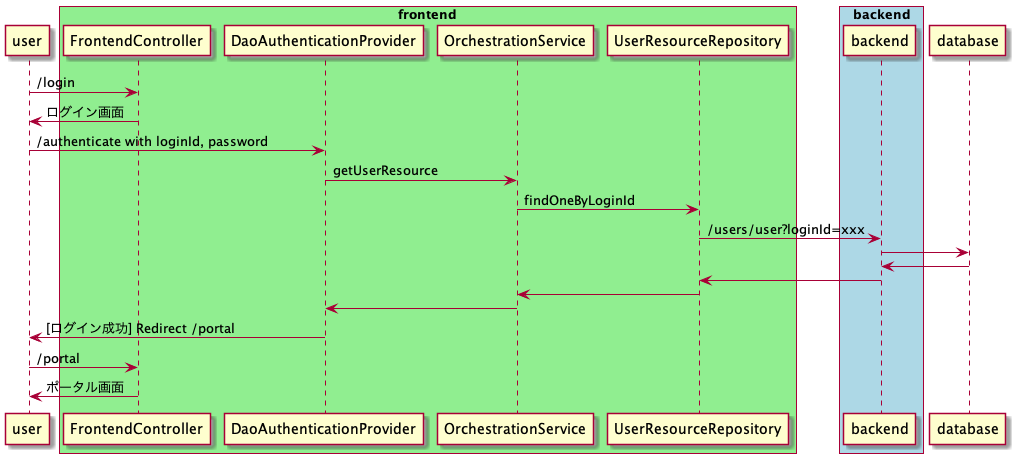 frontend
backend
user
FrontendController
DaoAuthenticationProvider
OrchestrationService
UserResourceRepository
backend
database
/login
ログイン画面
/authenticate with loginId, password
getUserResource
findOneByLoginId
/users/user?loginId=xxx
[ログイン成功] Redirect /portal
/portal
ポータル画面
user
FrontendController
DaoAuthenticationProvider
OrchestrationService
UserResourceRepository
backend
database